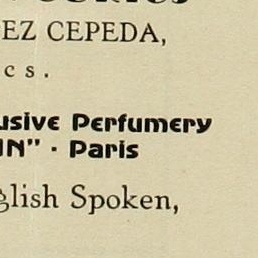 EZ CEPEDA,
cs.
usive Perfumery
IN" · Paris
glish Spoken,